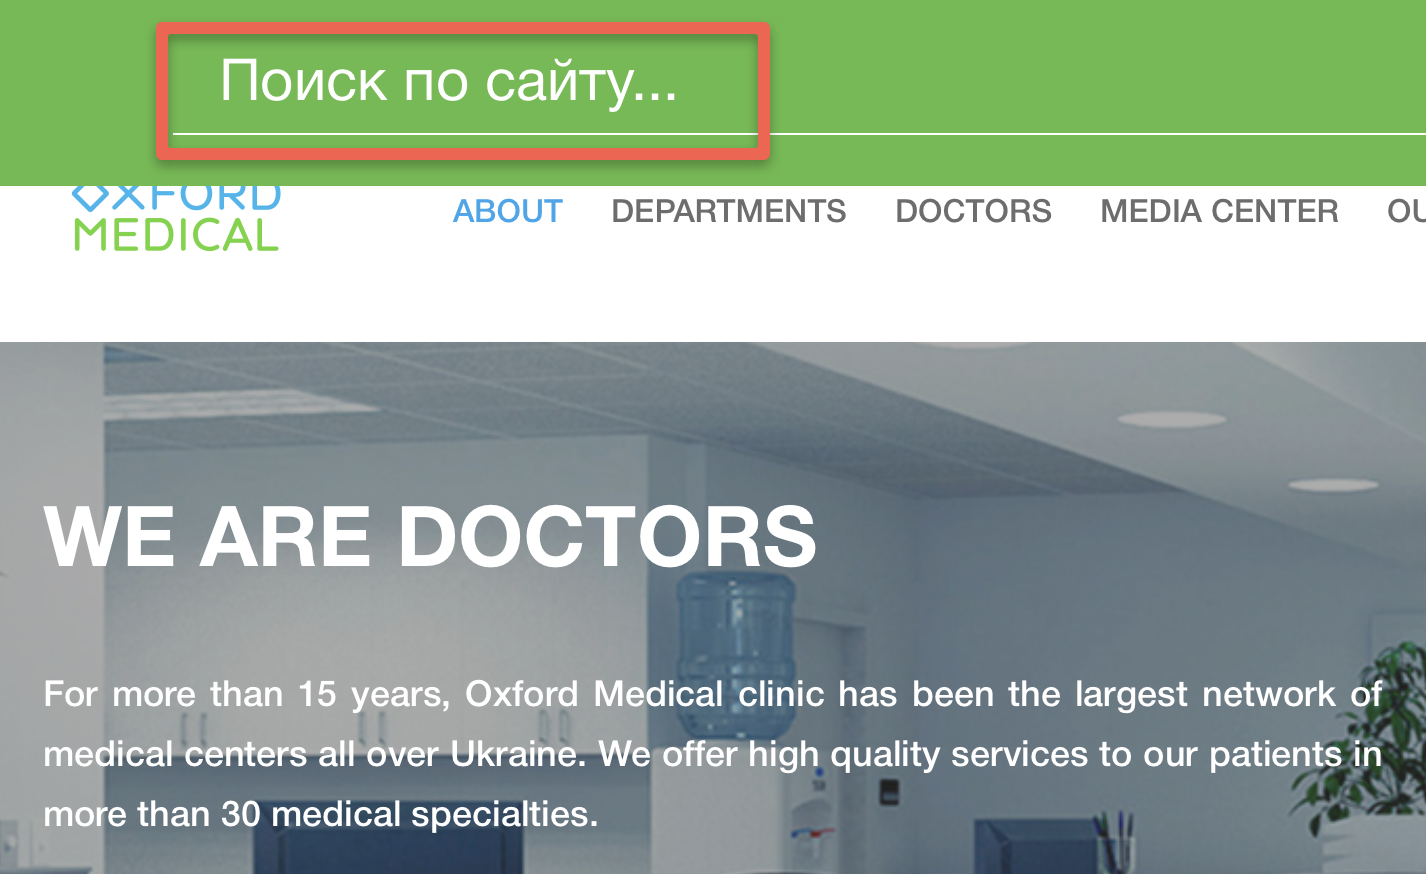 Поиск по сайту...
OXFORD
MEDICAL
ABOUT DEPARTMENTS DOCTORS MEDIA CENTER
WE ARE DOCTORS
For more than 15 years, Oxford Medical clinic has been the largest network of
medical centers all over Ukraine. We offer high quality services to our patients in
more than 30 medical specialties.